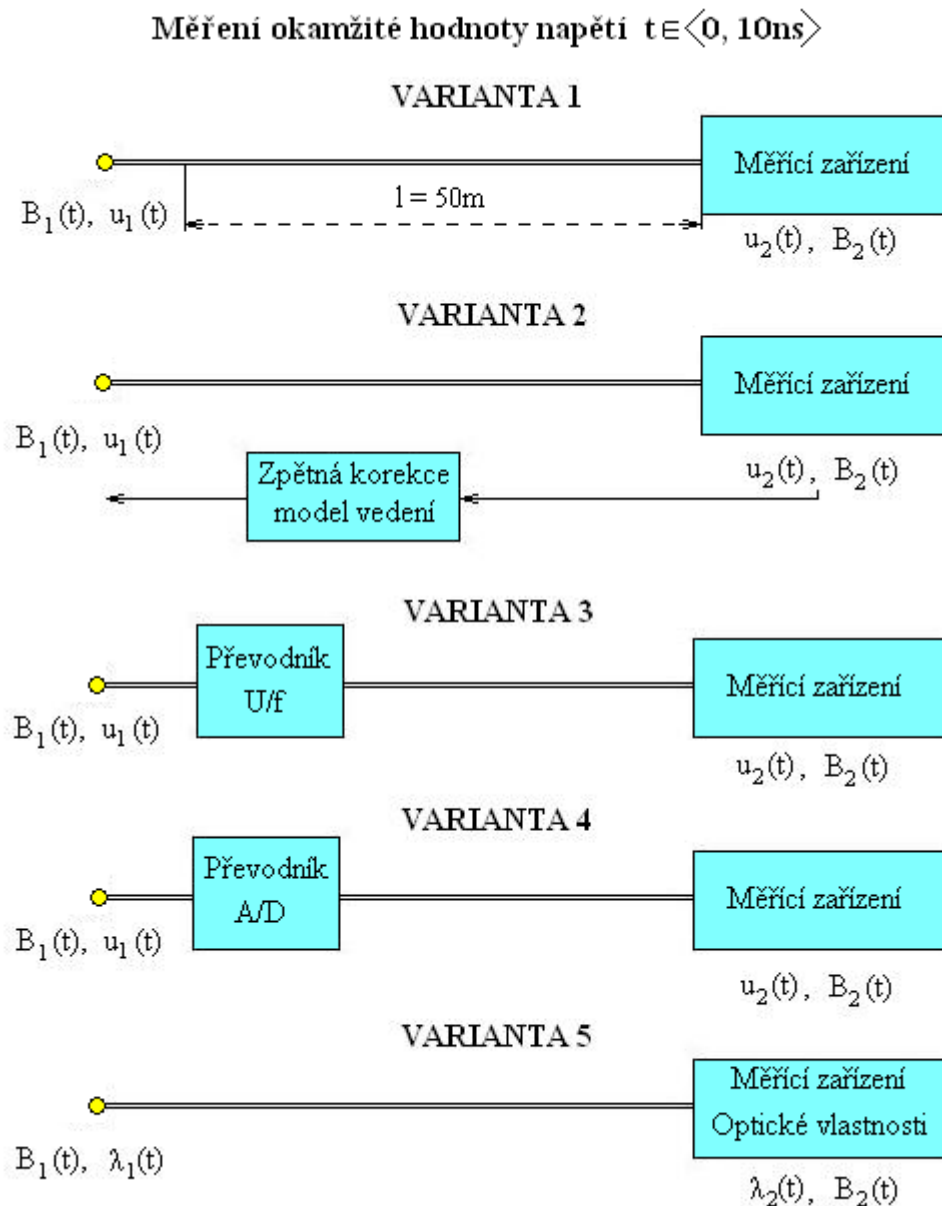 Měření okamžité hodnoty napětí t∈⟨0, 10ns⟩
VARIANTA 1
Měřící zařízení
l = 50m
B₁(t), u₁(t)
u₂(t), B₂(t)
VARIANTA 2
Měřící zařízení
B₁(t), u₁(t)
u₂(t), B₂(t)
Zpětná korekce
model vedení
VARIANTA 3
Převodník
U/f
Měřící zařízení
B₁(t), u₁(t)
u₂(t), B₂(t)
VARIANTA 4
Převodník
A/D
Měřící zařízení
B₁(t), u₁(t)
u₂(t), B₂(t)
VARIANTA 5
Měřící zařízení
Optické vlastnosti
B₁(t), λ₁(t)
λ₂(t), B₂(t)